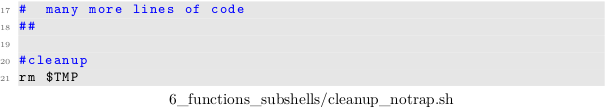 17 #  many more lines of code
18 ##
19
20 #cleanup
21 rm $TMP
6_functions_subshells/cleanup_notrap.sh